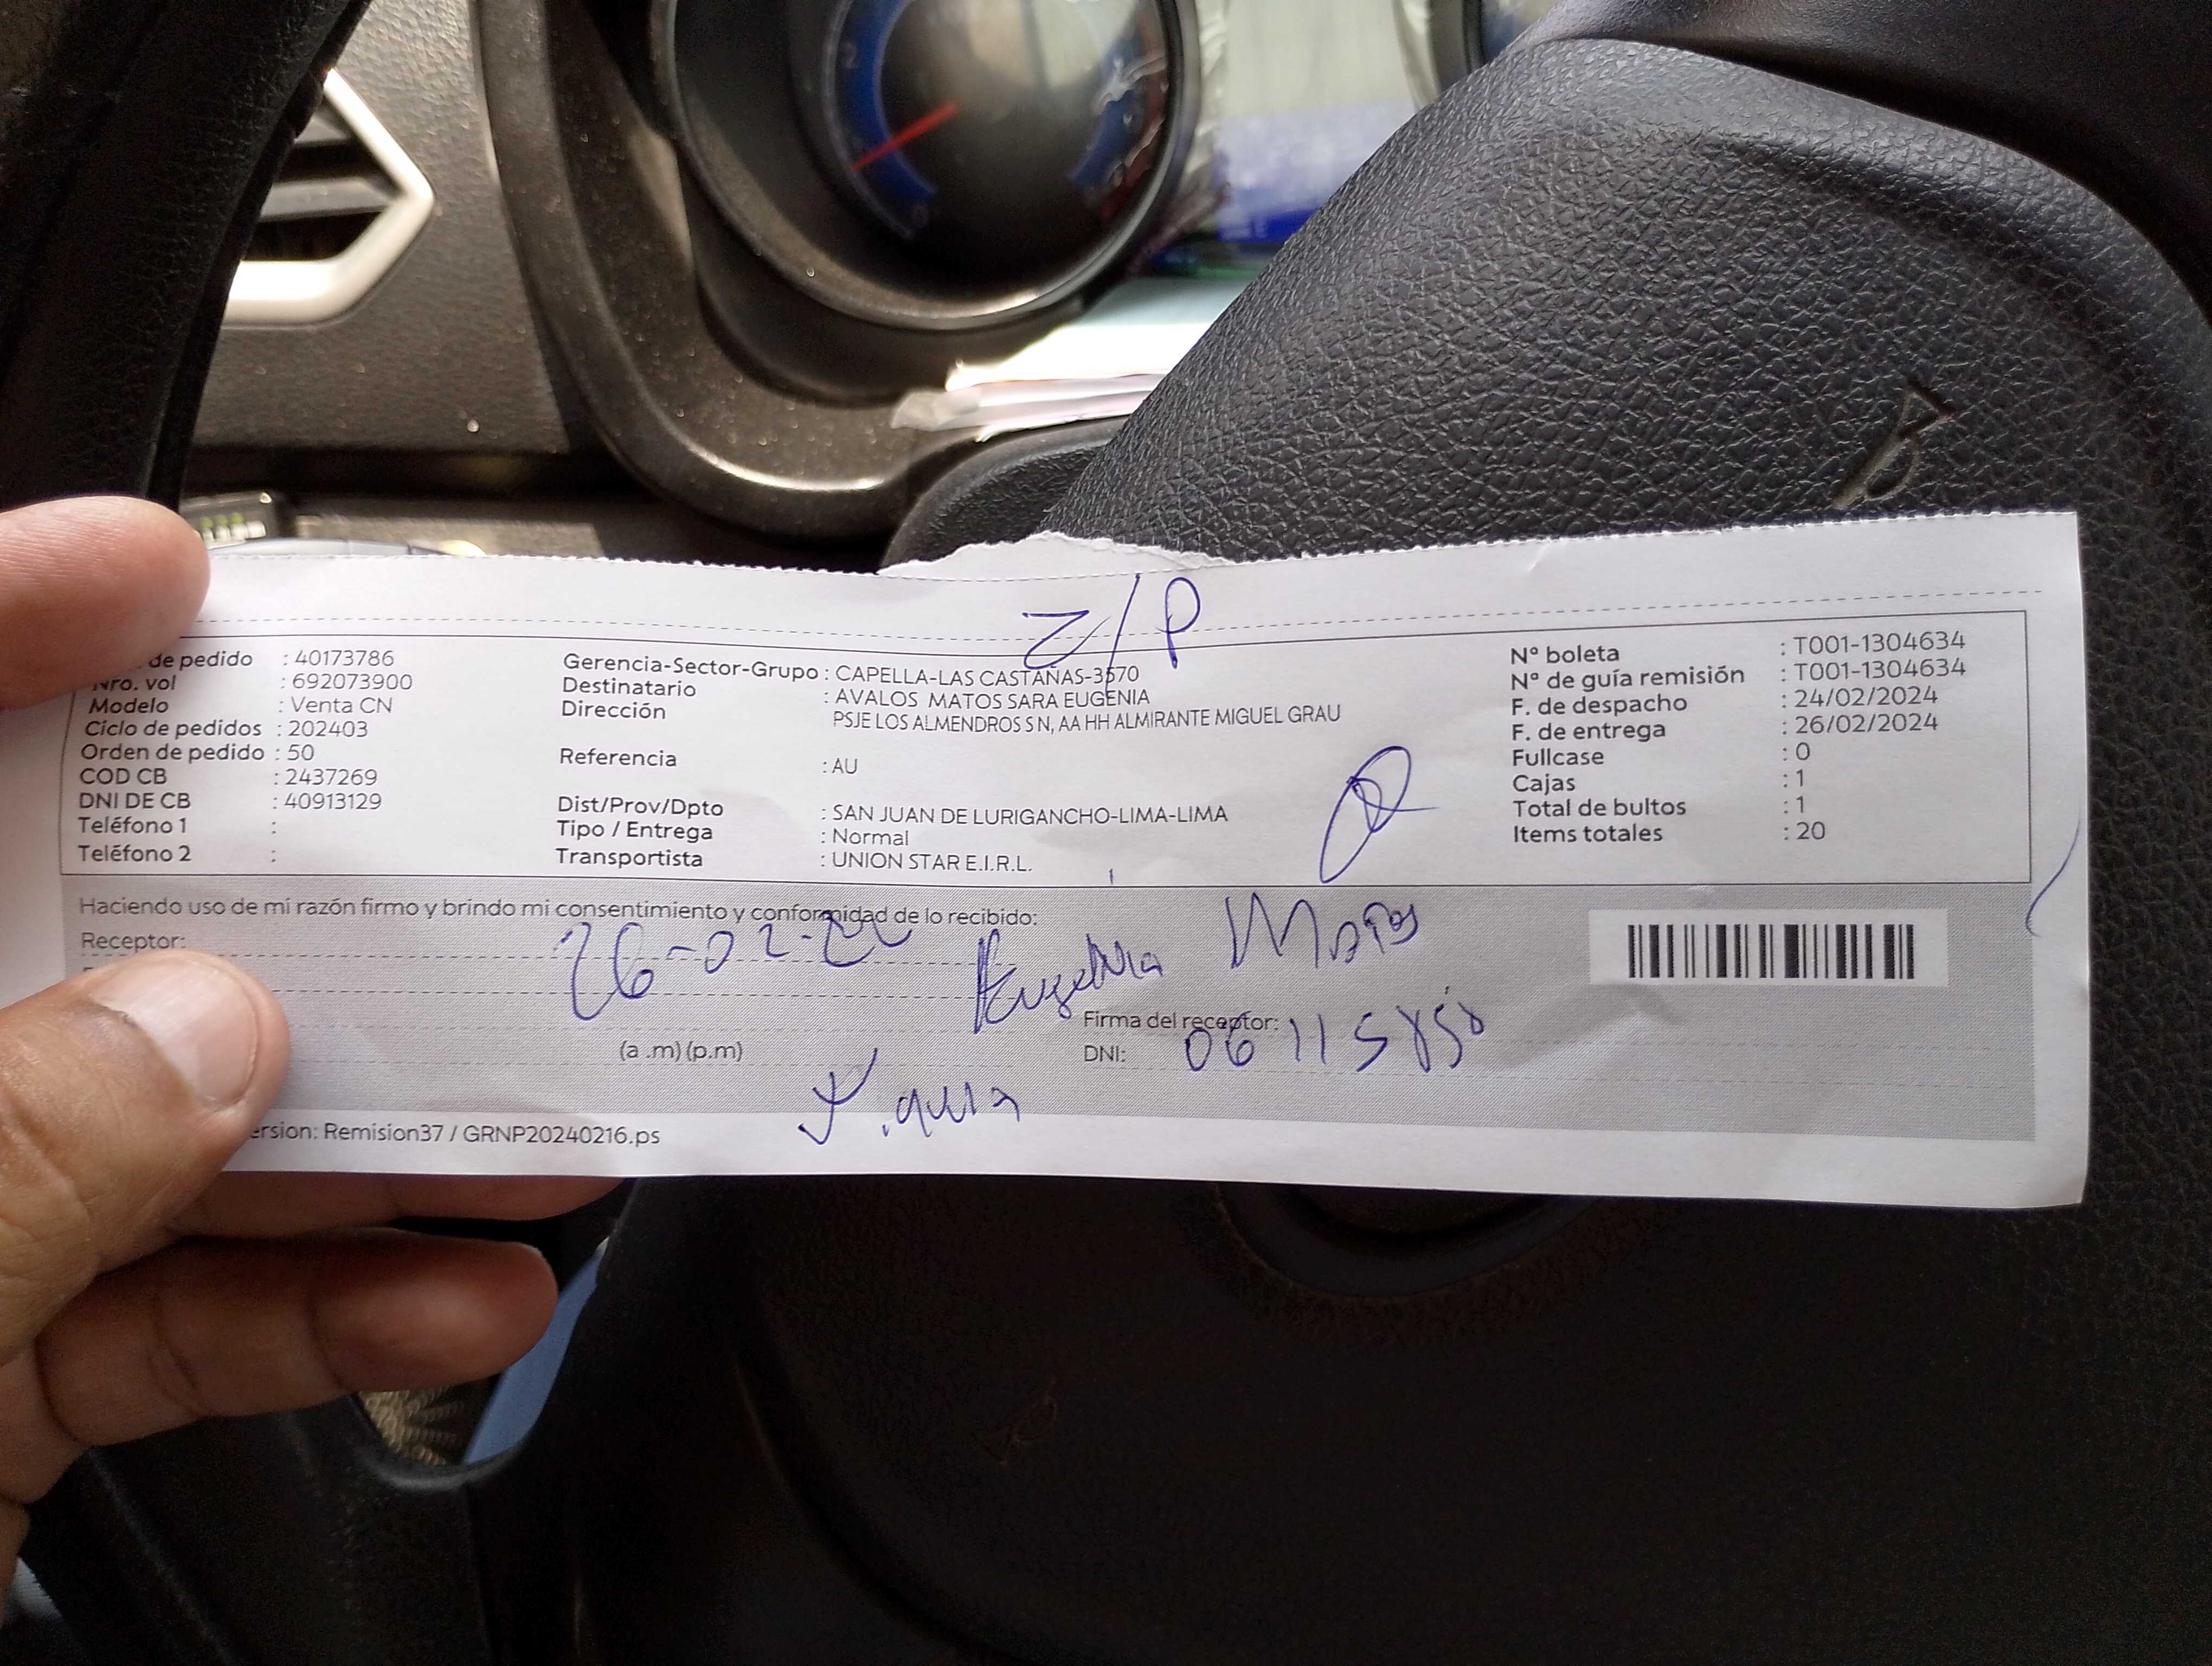 Z/P
de pedido : 40173786
Nro. vol : 692073900
Modelo : Venta CN
Ciclo de pedidos : 202403
Orden de pedido : 50
COD CB : 2437269
DNI DE CB : 40913129
Teléfono 1 :
Teléfono 2 :
Gerencia-Sector-Grupo : CAPELLA-LAS CASTAÑAS-3570
Destinatario : AVALOS MATOS SARA EUGENIA
Dirección PSJE LOS ALMENDROS S N, AA HH ALMIRANTE MIGUEL GRAU
Referencia : AU
Dist/Prov/Dpto : SAN JUAN DE LURIGANCHO-LIMA-LIMA
Tipo / Entrega : Normal
Transportista : UNION STAR E.I.R.L.
N° boleta : T001-1304634
N° de guía remisión : T001-1304634
F. de despacho : 24/02/2024
F. de entrega : 26/02/2024
Fullcase : 0
Cajas : 1
Total de bultos : 1
Items totales : 20
Haciendo uso de mi razón firmo y brindo mi consentimiento y conformidad de lo recibido:
Receptor:
26-02-
Eugenia Matos
Firma del receptor:
(a .m) (p.m)
DNI: 06115858
ersion: Remision37 / GRNP20240216.ps